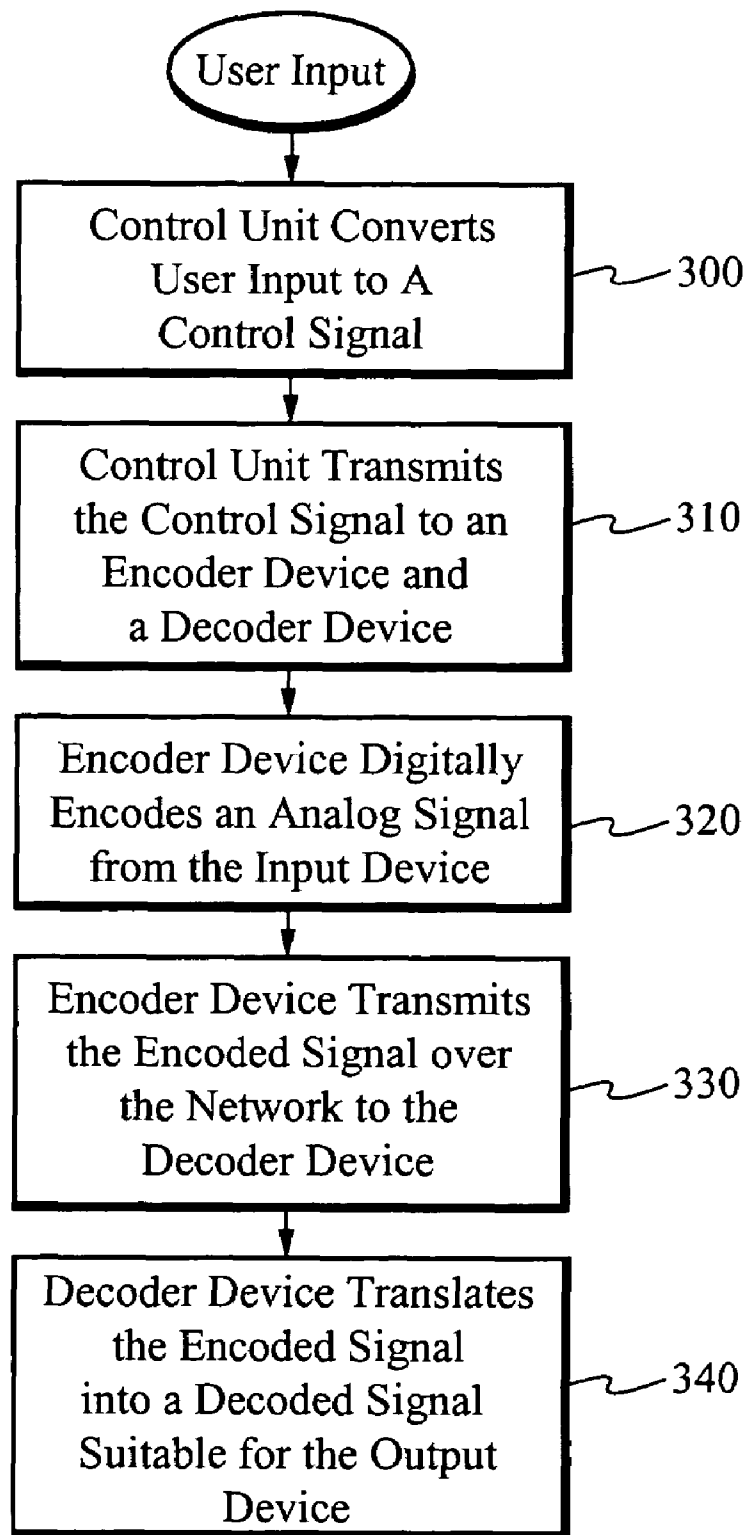 User Input
Control Unit Converts
User Input to A
Control Signal
300
Control Unit Transmits
the Control Signal to an
Encoder Device and
a Decoder Device
310
Encoder Device Digitally
Encodes an Analog Signal
from the Input Device
320
Encoder Device Transmits
the Encoded Signal over
the Network to the
Decoder Device
330
Decoder Device Translates
the Encoded Signal
into a Decoded Signal
Suitable for the Output
Device
340